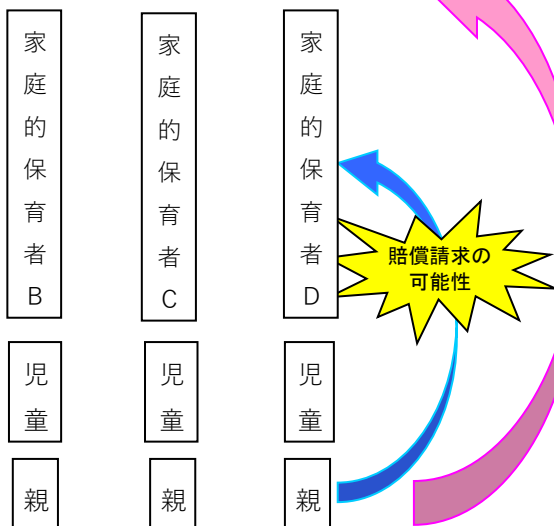 家庭的保育者B
家庭的保育者C
家庭的保育者D
賠償請求の
可能性
児童
児童
児童
親
親
親